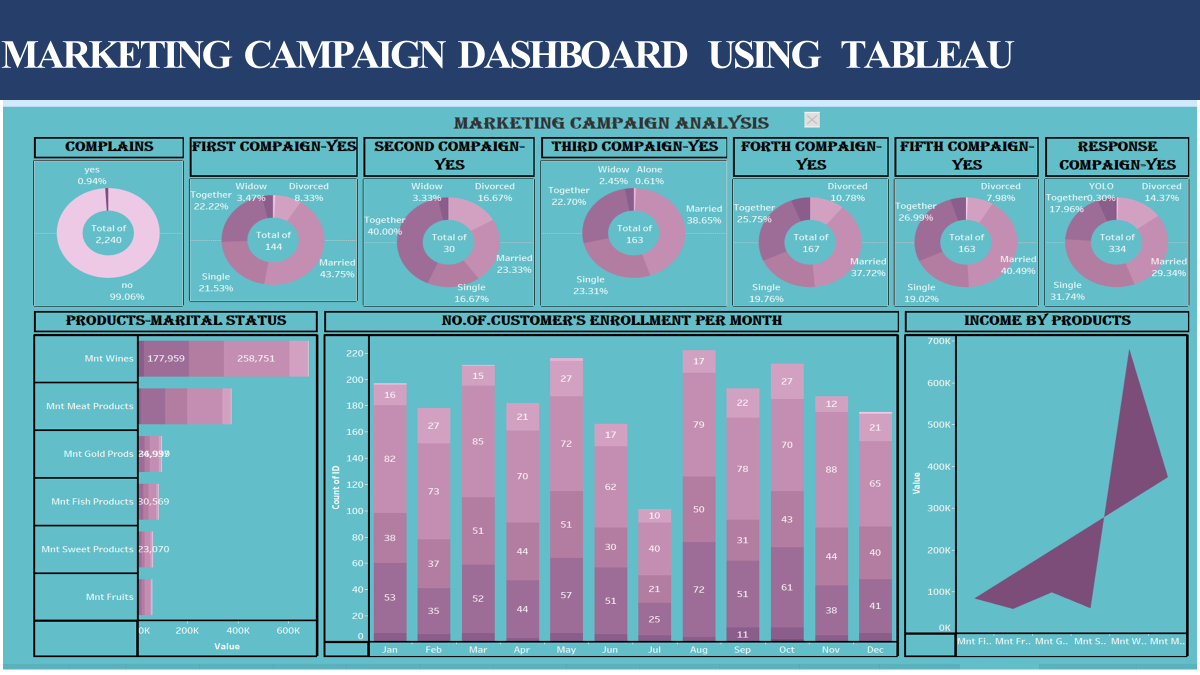 MARKETING CAMPAIGN DASHBOARD USING TABLEAU
MARKETING CAMPAIGN ANALYSIS
COMPLAINS
yes
0.94%
Total of
2,240
no
99.06%
FIRST COMPAIGN-YES
Widow
3.47%
Divorced
8.33%
Together
22.22%
Total of
144
Married
43.75%
Single
21.53%
SECOND COMPAIGN-
YES
Widow
3.33%
Divorced
16.67%
Together
40.00%
Total of
30
Married
23.33%
Single
16.67%
THIRD COMPAIGN-YES
Widow
2.45%
Alone
0.61%
Together
22.70%
Total of
163
Married
38.65%
Single
23.31%
FORTH COMPAIGN-
YES
Divorced
10.78%
Together
25.75%
Total of
167
Married
37.72%
Single
19.76%
FIFTH COMPAIGN-
YES
Divorced
7.98%
Together
26.99%
Total of
163
Married
40.49%
Single
19.02%
RESPONSE
COMPAIGN-YES
YOLO
0.30%
Divorced
14.37%
Together
17.96%
Total of
334
Married
29.34%
Single
31.74%
PRODUCTS-MARITAL STATUS
Mnt Wines
177,959
258,751
Mnt Meat Products
Mnt Gold Prods
Mnt Fish Products
30,569
Mnt Sweet Products
23,070
Mnt Fruits
0K 200K 400K 600K
Value
NO.OF.CUSTOMER'S ENROLLMENT PER MONTH
Count of ID
220
200
180
160
140
120
100
80
60
40
20
0
16
82
38
53
27
73
37
35
15
85
51
52
21
70
44
44
27
72
51
57
17
62
30
51
10
40
21
25
17
79
50
72
22
78
31
51
11
27
70
43
61
12
88
44
38
21
65
40
41
Jan Feb Mar Apr May Jun Jul Aug Sep Oct Nov Dec
INCOME BY PRODUCTS
Value
700K
600K
500K
400K
300K
200K
100K
0K
Mnt Fi.. Mnt Fr.. Mnt G.. Mnt S.. Mnt W.. Mnt M..